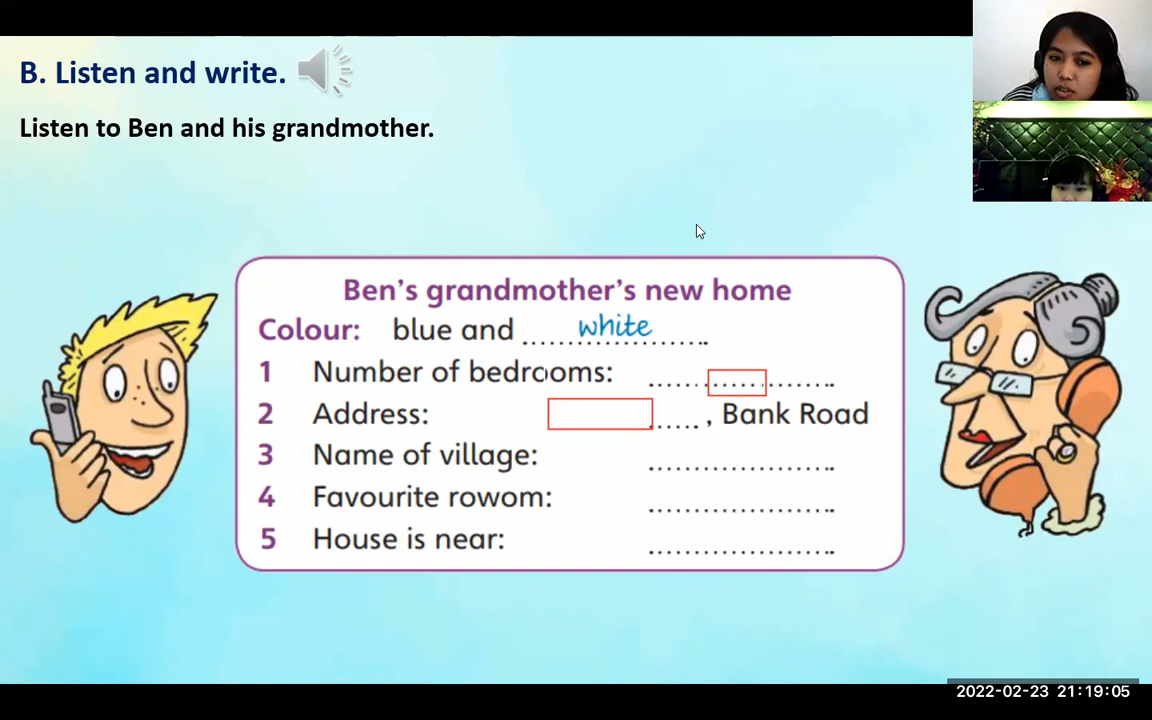 B. Listen and write.
Listen to Ben and his grandmother.
Ben's grandmother's new home
Colour: blue and white
1 Number of bedrooms: ....................
2 Address: ......, Bank Road
3 Name of village: ....................
4 Favourite rowom: ....................
5 House is near: ....................
2022-02-23 21:19:05